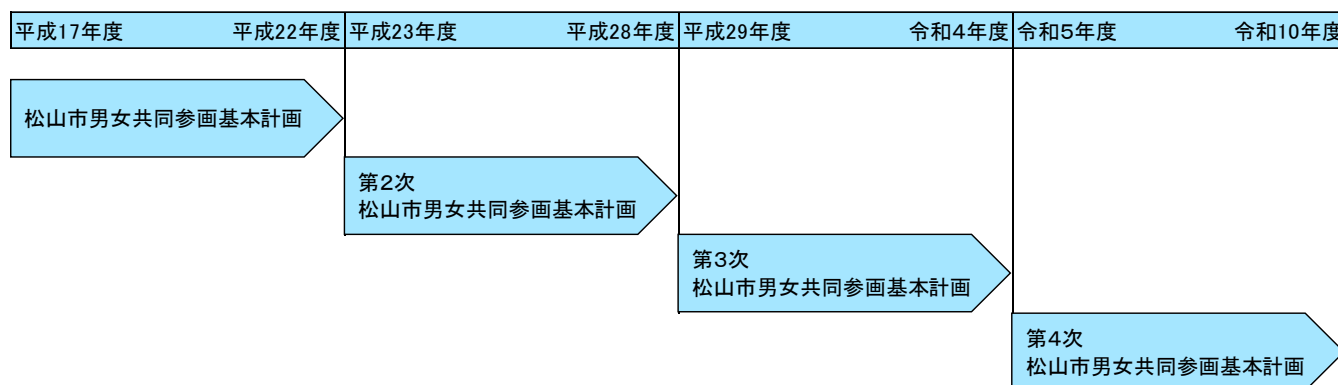 平成17年度 平成22年度 平成23年度 平成28年度 平成29年度 令和4年度 令和5年度 令和10年度
松山市男女共同参画基本計画
第2次
松山市男女共同参画基本計画
第3次
松山市男女共同参画基本計画
第4次
松山市男女共同参画基本計画